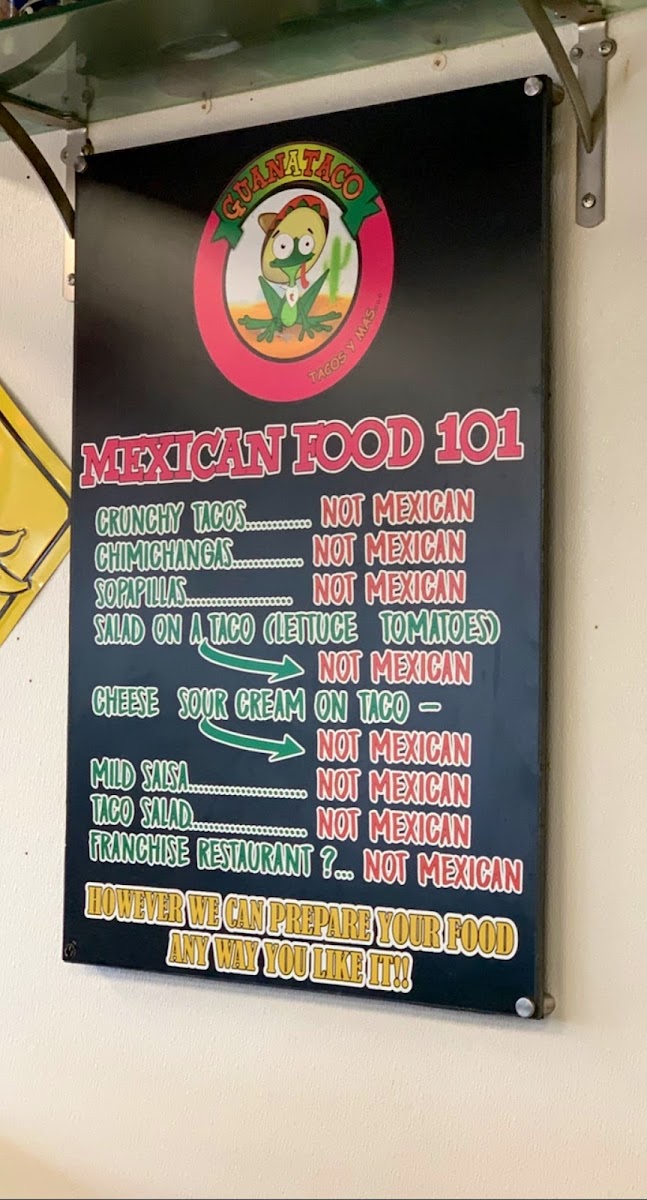 GUANATACO
TACOS Y MAS....
MEXICAN FOOD 101
CRUNCHY TACOS............ NOT MEXICAN
CHIMICHANGAS............. NOT MEXICAN
SOPAPILLAS.................. NOT MEXICAN
SALAD ON A TACO (LETTUCE TOMATOES)
NOT MEXICAN
CHEESE SOUR CREAM ON TACO –
NOT MEXICAN
MILD SALSA...................... NOT MEXICAN
TACO SALAD...................... NOT MEXICAN
FRANCHISE RESTAURANT ?... NOT MEXICAN
HOWEVER WE CAN PREPARE YOUR FOOD
ANY WAY YOU LIKE IT!!